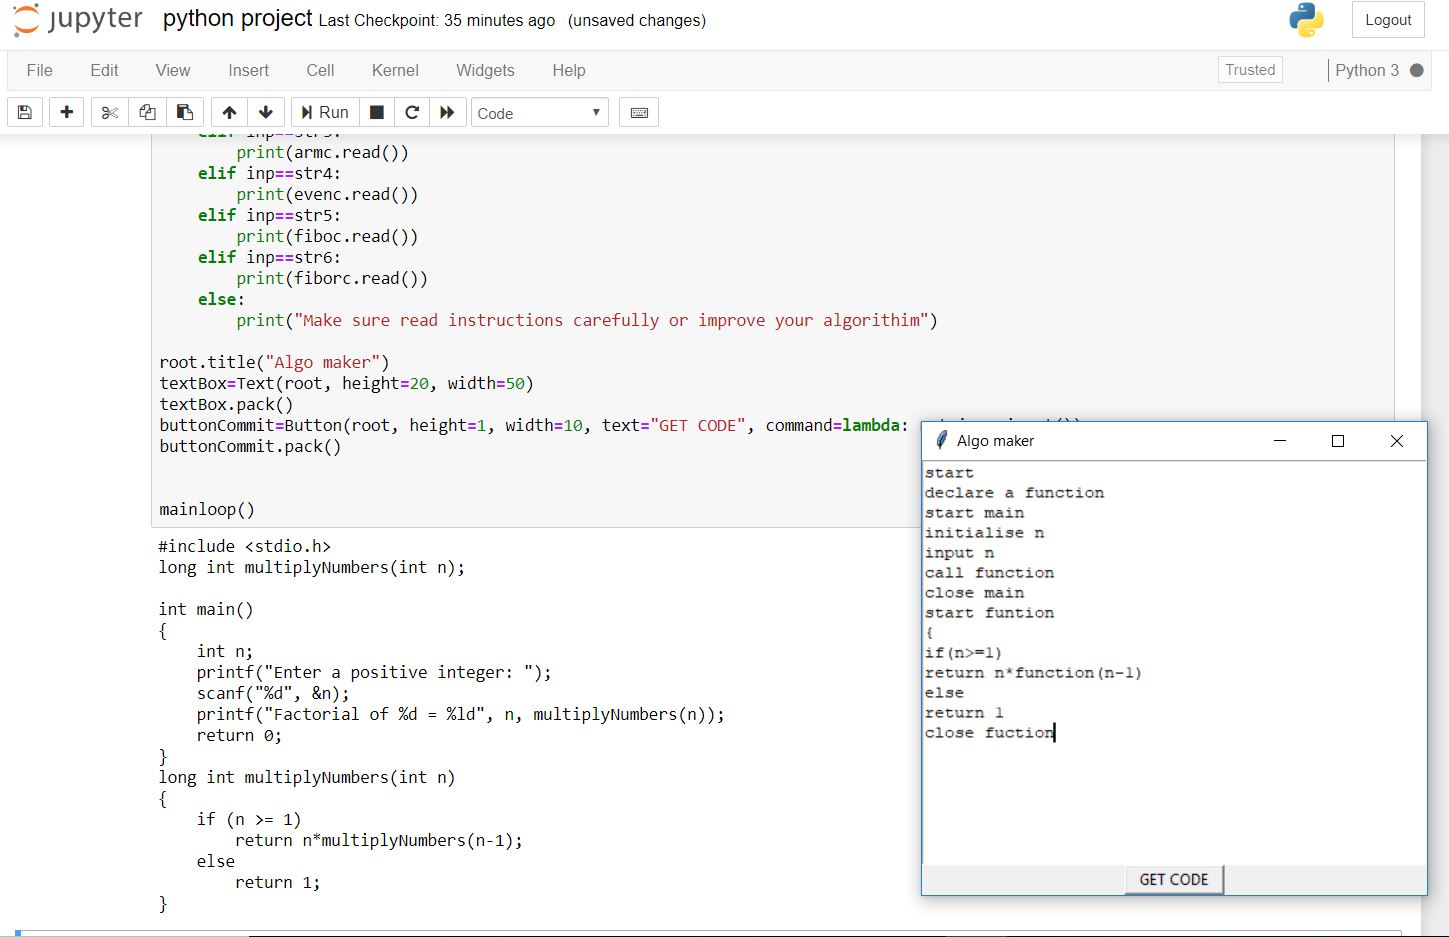 jupyter python project Last Checkpoint: 35 minutes ago (unsaved changes)
Logout
File Edit View Insert Cell Kernel Widgets Help
Trusted Python 3
Run Code
print(armc.read())
elif inp==str4:
print(evenc.read())
elif inp==str5:
print(fiboc.read())
elif inp==str6:
print(fiborc.read())
else:
print("Make sure read instructions carefully or improve your algorithim")
root.title("Algo maker")
textBox=Text(root, height=20, width=50)
textBox.pack()
buttonCommit=Button(root, height=1, width=10, text="GET CODE", command=lambda:
buttonCommit.pack()
mainloop()
#include <stdio.h>
long int multiplyNumbers(int n);
int main()
{
int n;
printf("Enter a positive integer: ");
scanf("%d", &n);
printf("Factorial of %d = %ld", n, multiplyNumbers(n));
return 0;
}
long int multiplyNumbers(int n)
{
if (n >= 1)
return n*multiplyNumbers(n-1);
else
return 1;
}
Algo maker
start
declare a function
start main
initialise n
input n
call function
close main
start funtion
{
if(n>=1)
return n*function(n-1)
else
return 1
close fuction
GET CODE